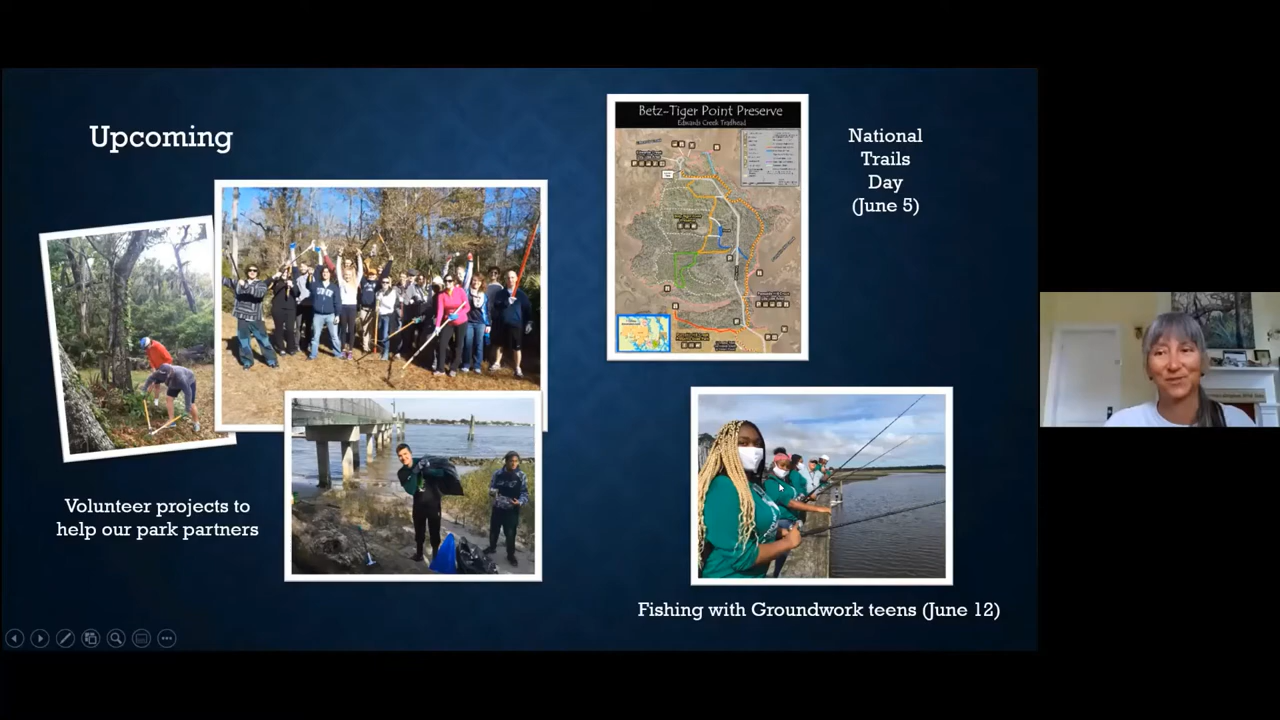 Upcoming
Volunteer projects to
help our park partners
Betz-Tiger Point Preserve
Edwards Creek Trailhead
National
Trails
Day
(June 5)
Fishing with Groundwork teens (June 12)